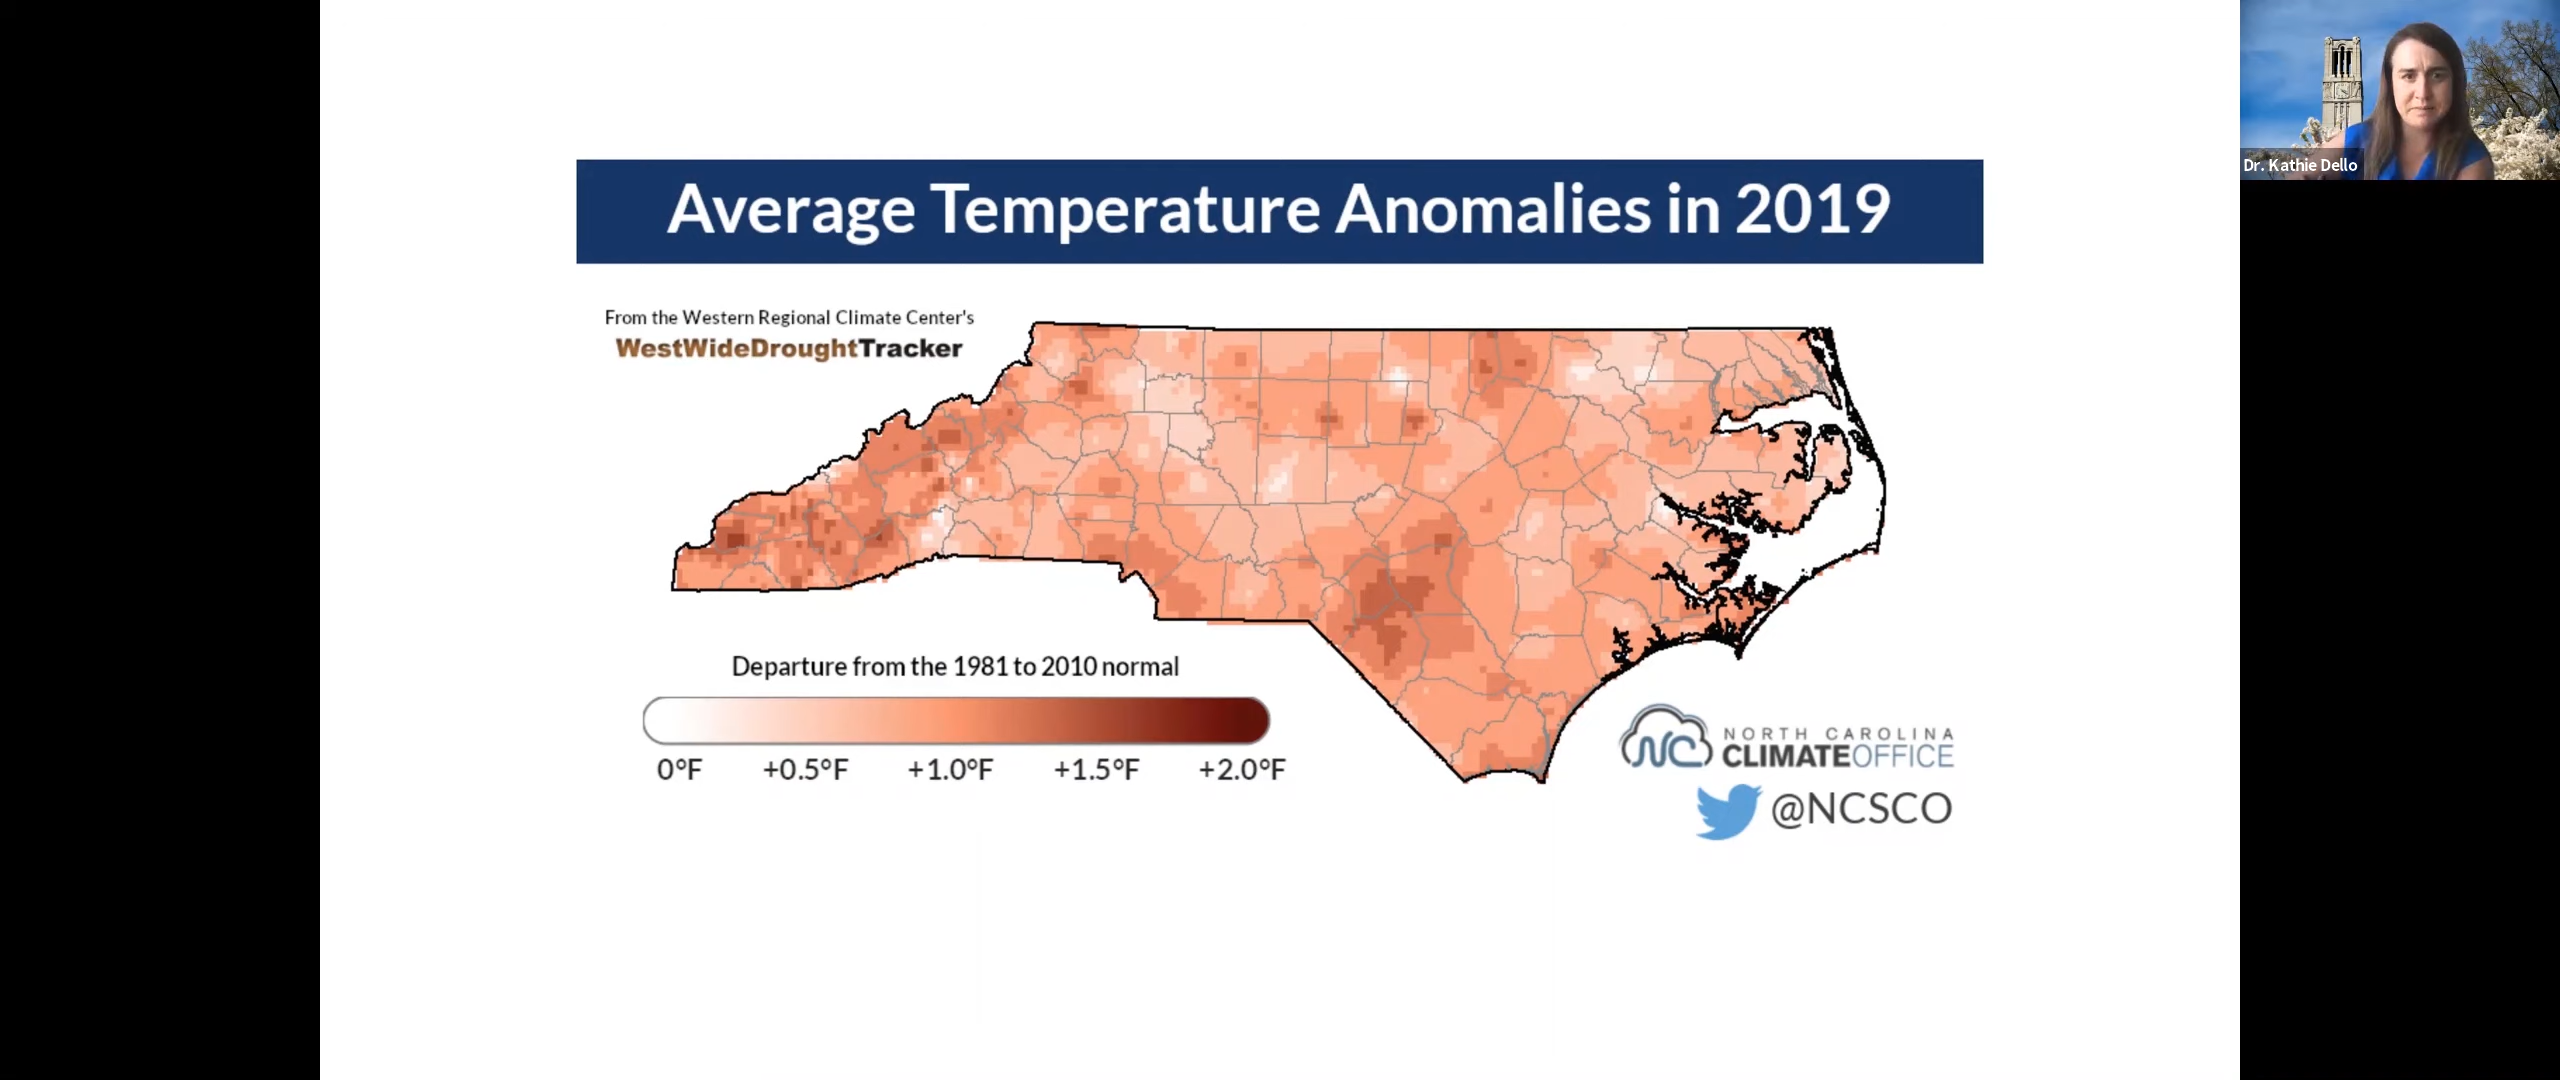 Average Temperature Anomalies in 2019
Dr. Kathie Dello
From the Western Regional Climate Center's
WestWideDroughtTracker
Departure from the 1981 to 2010 normal
0°F +0.5°F +1.0°F +1.5°F +2.0°F
NC
NORTH CAROLINA
CLIMATEOFFICE
@NCSCO